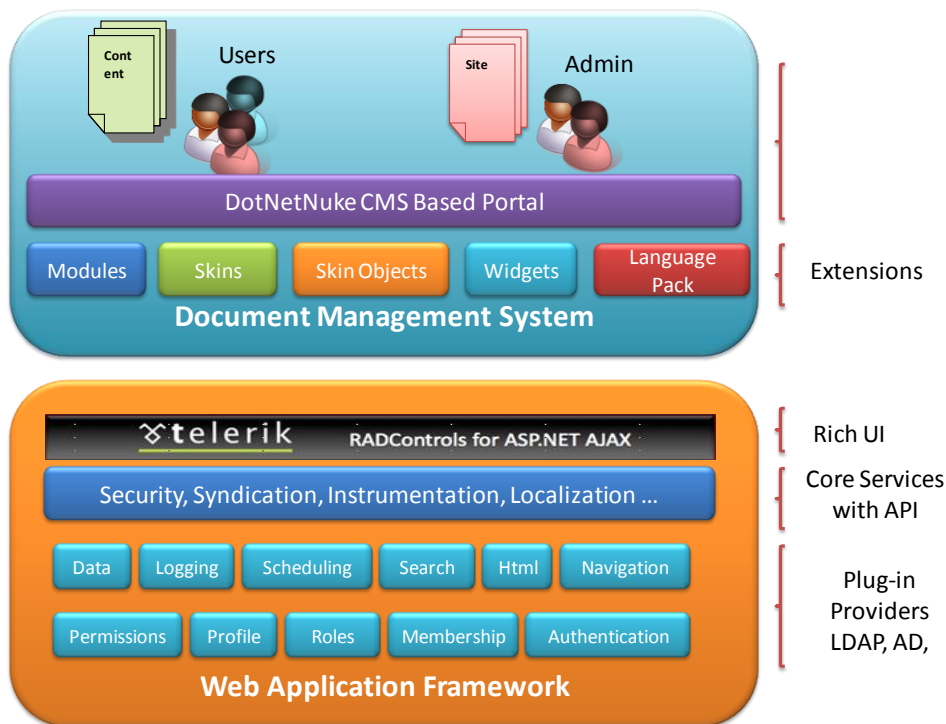 Cont
ent
Users
Site
Admin
DotNetNuke CMS Based Portal
Modules
Skins
Skin Objects
Widgets
Language
Pack
Extensions
Document Management System
telerik
RADControls for ASP.NET AJAX
Rich UI
Security, Syndication, Instrumentation, Localization ...
Core Services
with API
Data
Logging
Scheduling
Search
Html
Navigation
Permissions
Profile
Roles
Membership
Authentication
Plug-in
Providers
LDAP, AD,
Web Application Framework